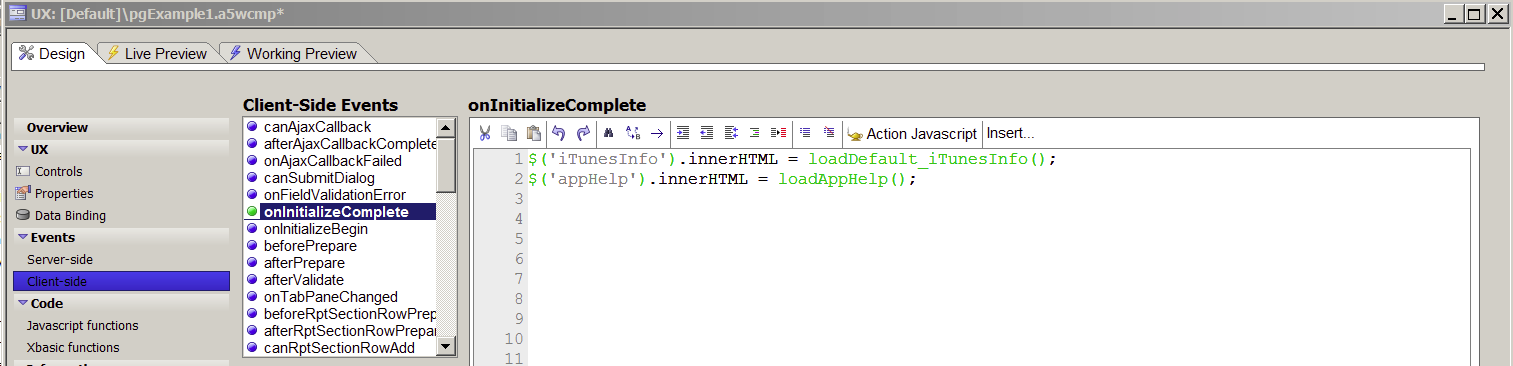 UX: [Default]\pgExample1.a5wcmp*
Design
Live Preview
Working Preview
Overview
UX
Controls
Properties
Data Binding
Events
Server-side
Client-side
Code
Javascript functions
Xbasic functions
Client-Side Events
canAjaxCallback
afterAjaxCallbackComplete
onAjaxCallbackFailed
canSubmitDialog
onFieldValidationError
onInitializeComplete
onInitializeBegin
beforePrepare
afterPrepare
afterValidate
onTabPaneChanged
beforeRptSectionRowPrep
afterRptSectionRowPrepar
canRptSectionRowAdd
onInitializeComplete
Action Javascript
Insert...
1 $('iTunesInfo').innerHTML = loadDefault_iTunesInfo();
2 $('appHelp').innerHTML = loadAppHelp();
3
4
5
6
7
8
9
10
11